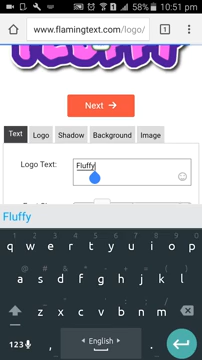 58% 10:51 pm
www.flamingtext.com/logo/
1
Next
Text Logo Shadow Background Image
Logo Text:
Fluffy
Fluffy
q w e r t y u i o p
a s d f g h j k l
z x c v b n m
123 , English .